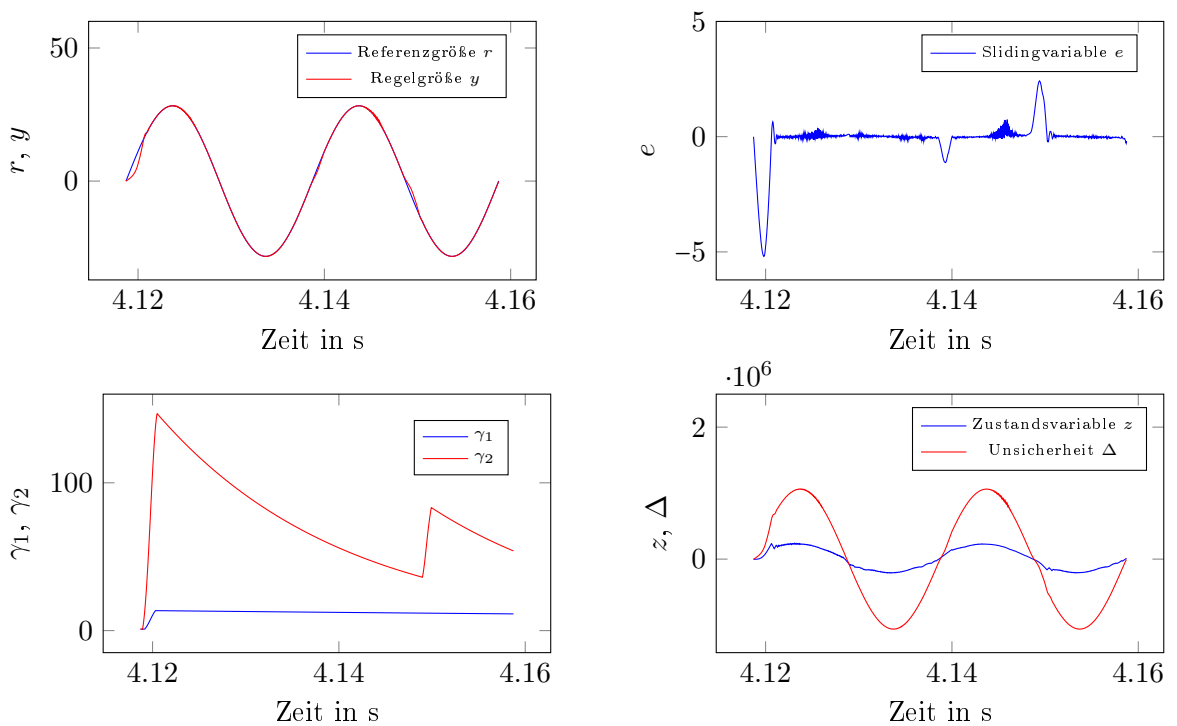 50
0
4.12 4.14 4.16
Zeit in s
r, y
Referenzgröße r
Regelgröße y
5
0
−5
4.12 4.14 4.16
Zeit in s
e
Slidingvariable e
100
0
4.12 4.14 4.16
Zeit in s
γ1, γ2
γ1
γ2
·10⁶
2
0
4.12 4.14 4.16
Zeit in s
z, Δ
Zustandsvariable z
Unsicherheit Δ